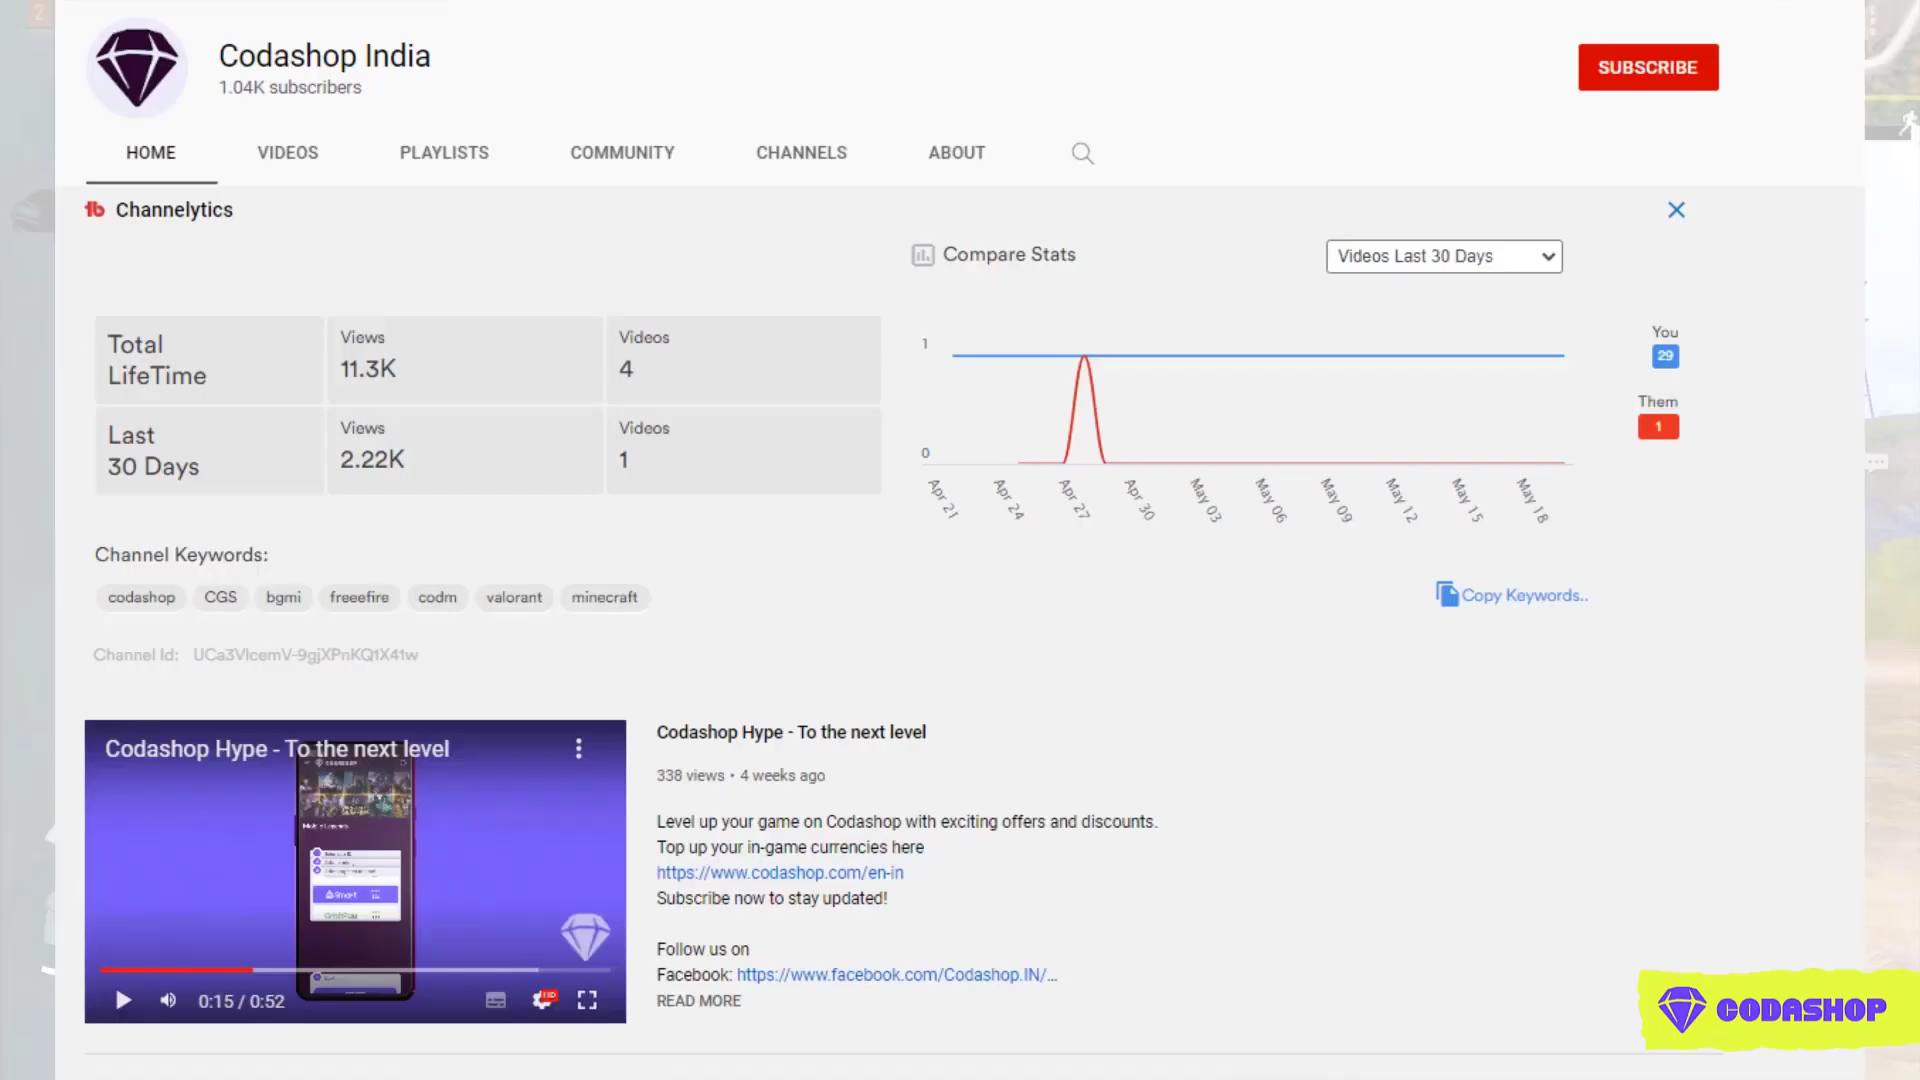 Codashop India
1.04K subscribers
SUBSCRIBE
HOME VIDEOS PLAYLISTS COMMUNITY CHANNELS ABOUT
tb Channelytics
Compare Stats
Videos Last 30 Days
Total LifeTime
Views
11.3K
Videos
4
Last 30 Days
Views
2.22K
Videos
1
1
0
Apr 21 Apr 24 Apr 27 Apr 30 May 03 May 06 May 09 May 12 May 15 May 18
You
29
Them
1
Channel Keywords:
codashop CGS bgmi freeefire codm valorant minecraft
Copy Keywords..
Channel Id: UCa3VlcemV-9gjXPnKQ1X41w
Codashop Hype - To the next level
CODASHOP
Smart
0:15 / 0:52
HD
Codashop Hype - To the next level
338 views • 4 weeks ago
Level up your game on Codashop with exciting offers and discounts.
Top up your in-game currencies here
https://www.codashop.com/en-in
Subscribe now to stay updated!
Follow us on
Facebook: https://www.facebook.com/Codashop.IN/...
READ MORE
CODASHOP
2